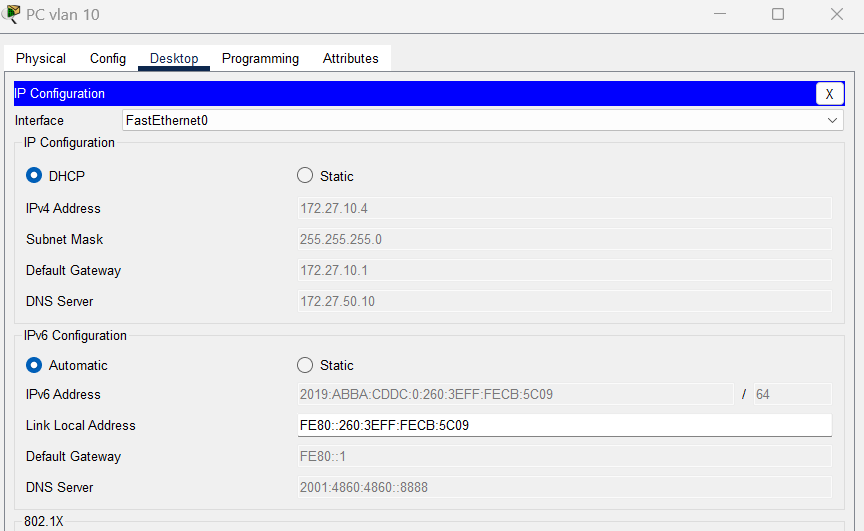 PC vlan 10
Physical Config Desktop Programming Attributes
IP Configuration X
Interface FastEthernet0
IP Configuration
DHCP Static
IPv4 Address 172.27.10.4
Subnet Mask 255.255.255.0
Default Gateway 172.27.10.1
DNS Server 172.27.50.10
IPv6 Configuration
Automatic Static
IPv6 Address 2019:ABBA:CDDC:0:260:3EFF:FECB:5C09 / 64
Link Local Address FE80::260:3EFF:FECB:5C09
Default Gateway FE80::1
DNS Server 2001:4860:4860::8888
802.1X